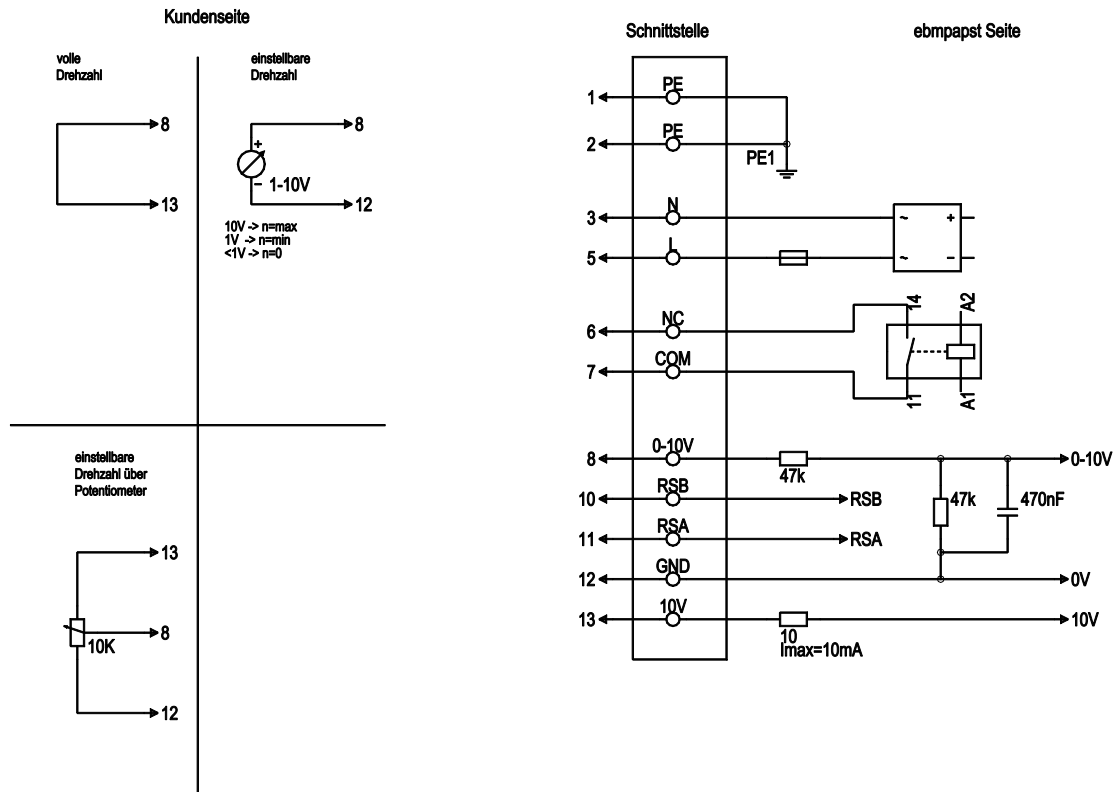 Kundenseite
volle
Drehzahl
8
13
einstellbare
Drehzahl
8
+
−
1-10V
12
10V -> n=max
1V -> n=min
<1V -> n=0
einstellbare
Drehzahl über
Potentiometer
13
8
10K
12
Schnittstelle
ebmpapst Seite
1
PE
2
PE
PE1
3
N
~
+
5
L
~
−
6
NC
14
A2
7
COM
11
A1
8
0-10V
47k
0-10V
10
RSB
RSB
47k
470nF
11
RSA
RSA
12
GND
0V
13
10V
10
Imax=10mA
10V